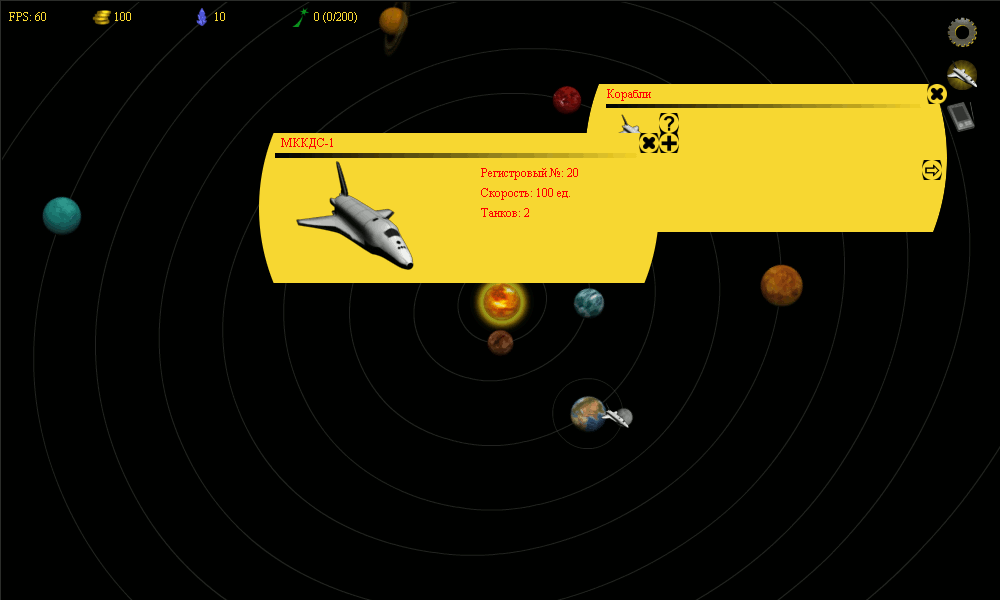 FPS: 60
100
10
0 (0/200)
Корабли
МККДС-1
Регистровый №: 20
Скорость: 100 ед.
Танков: 2